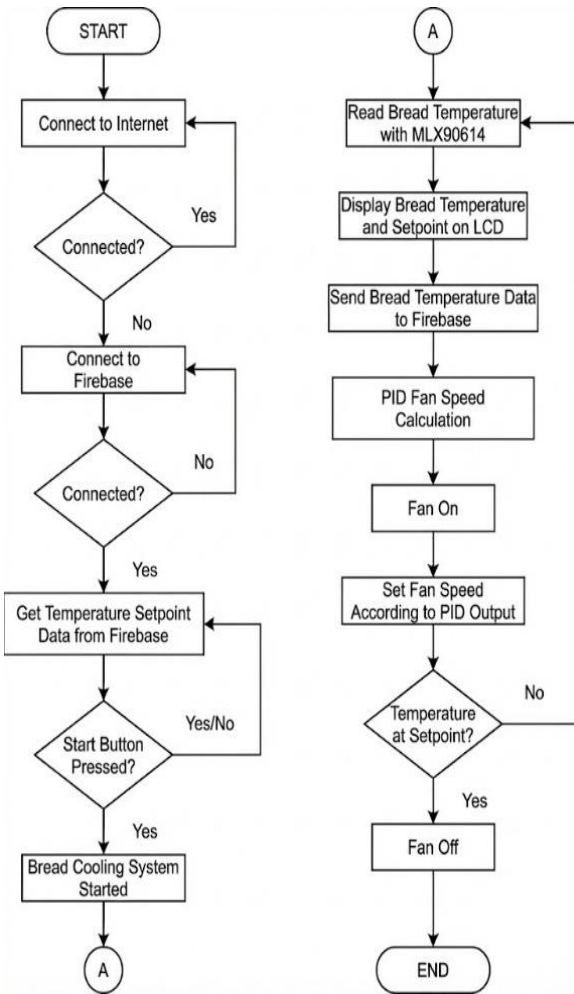 START
Connect to Internet
Connected?
Yes
No
Connect to
Firebase
Connected?
No
Yes
Get Temperature Setpoint
Data from Firebase
Start Button
Pressed?
Yes/No
Yes
Bread Cooling System
Started
A
A
Read Bread Temperature
with MLX90614
Display Bread Temperature
and Setpoint on LCD
Send Bread Temperature Data
to Firebase
PID Fan Speed
Calculation
Fan On
Set Fan Speed
According to PID Output
Temperature
at Setpoint?
No
Yes
Fan Off
END